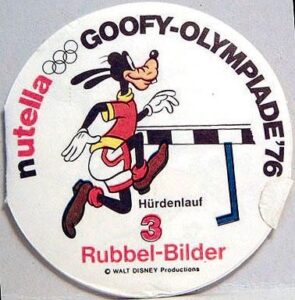 nutella GOOFY-OLYMPIADE '76
Hürdenlauf
3
Rubbel-Bilder
© WALT DISNEY Productions